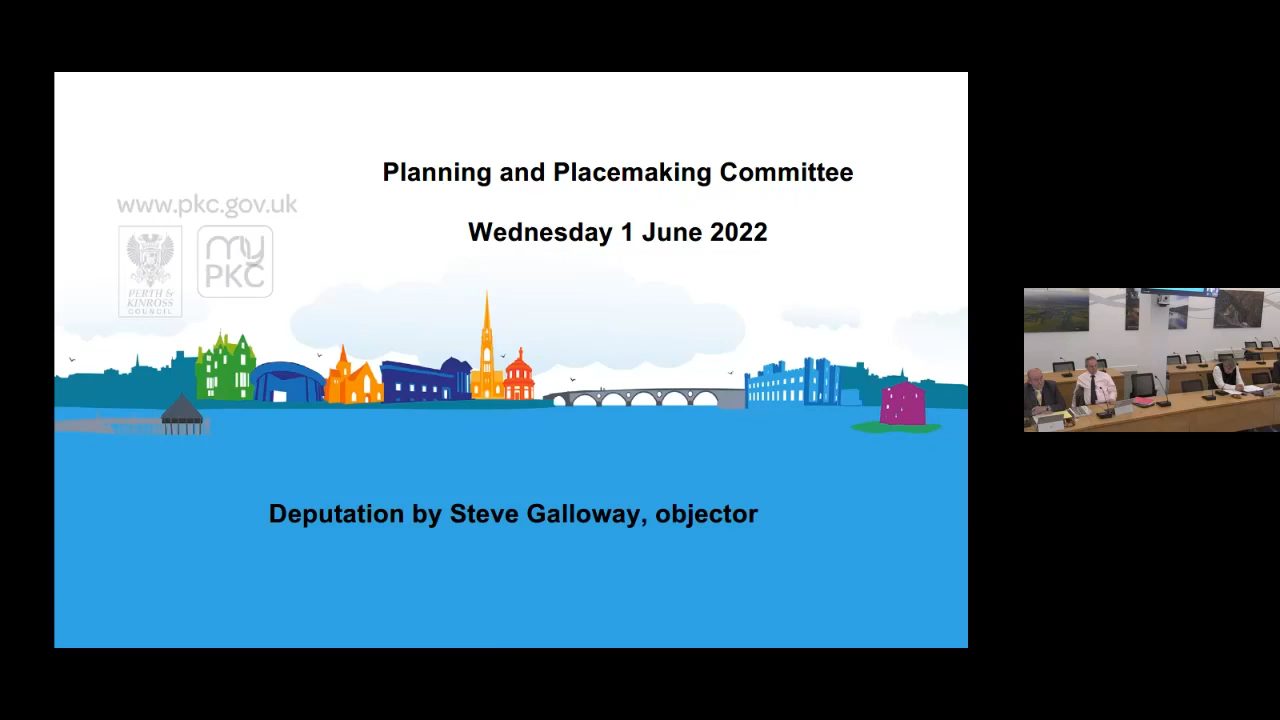 Planning and Placemaking Committee
www.pkc.gov.uk
Wednesday 1 June 2022
my
PKC
PERTH &
KINROSS
COUNCIL
Deputation by Steve Galloway, objector